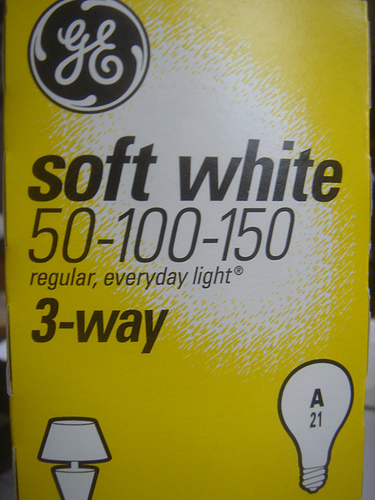 GE
soft white
50-100-150
regular, everyday light®
3-way
A
21